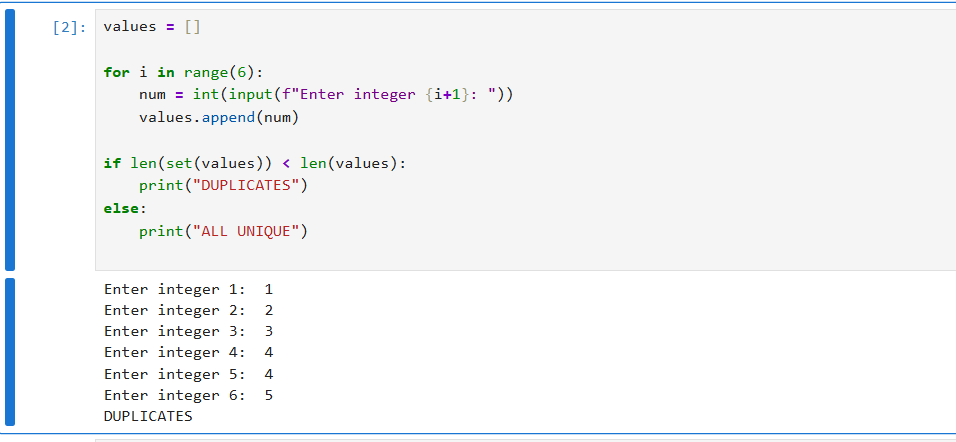 [2]: values = []
for i in range(6):
    num = int(input(f"Enter integer {i+1}: "))
    values.append(num)
if len(set(values)) < len(values):
    print("DUPLICATES")
else:
    print("ALL UNIQUE")
Enter integer 1:  1
Enter integer 2:  2
Enter integer 3:  3
Enter integer 4:  4
Enter integer 5:  4
Enter integer 6:  5
DUPLICATES